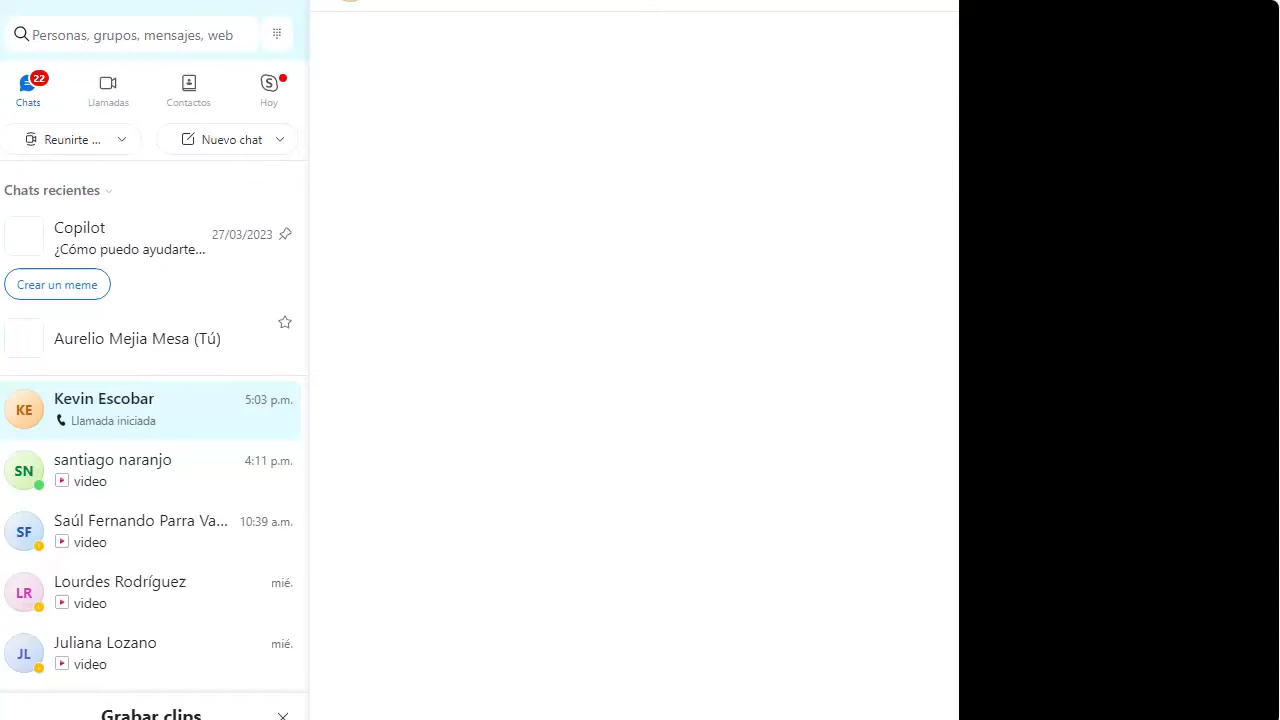 Personas, grupos, mensajes, web
22
Chats
Llamadas
Contactos
Hoy
Reunirte ...
Nuevo chat
Chats recientes
Copilot
27/03/2023
¿Cómo puedo ayudarte...
Crear un meme
Aurelio Mejia Mesa (Tú)
KE
Kevin Escobar
5:03 p.m.
Llamada iniciada
SN
santiago naranjo
4:11 p.m.
video
SF
Saúl Fernando Parra Va...
10:39 a.m.
video
LR
Lourdes Rodríguez
mié.
video
JL
Juliana Lozano
mié.
video
Grabar clips